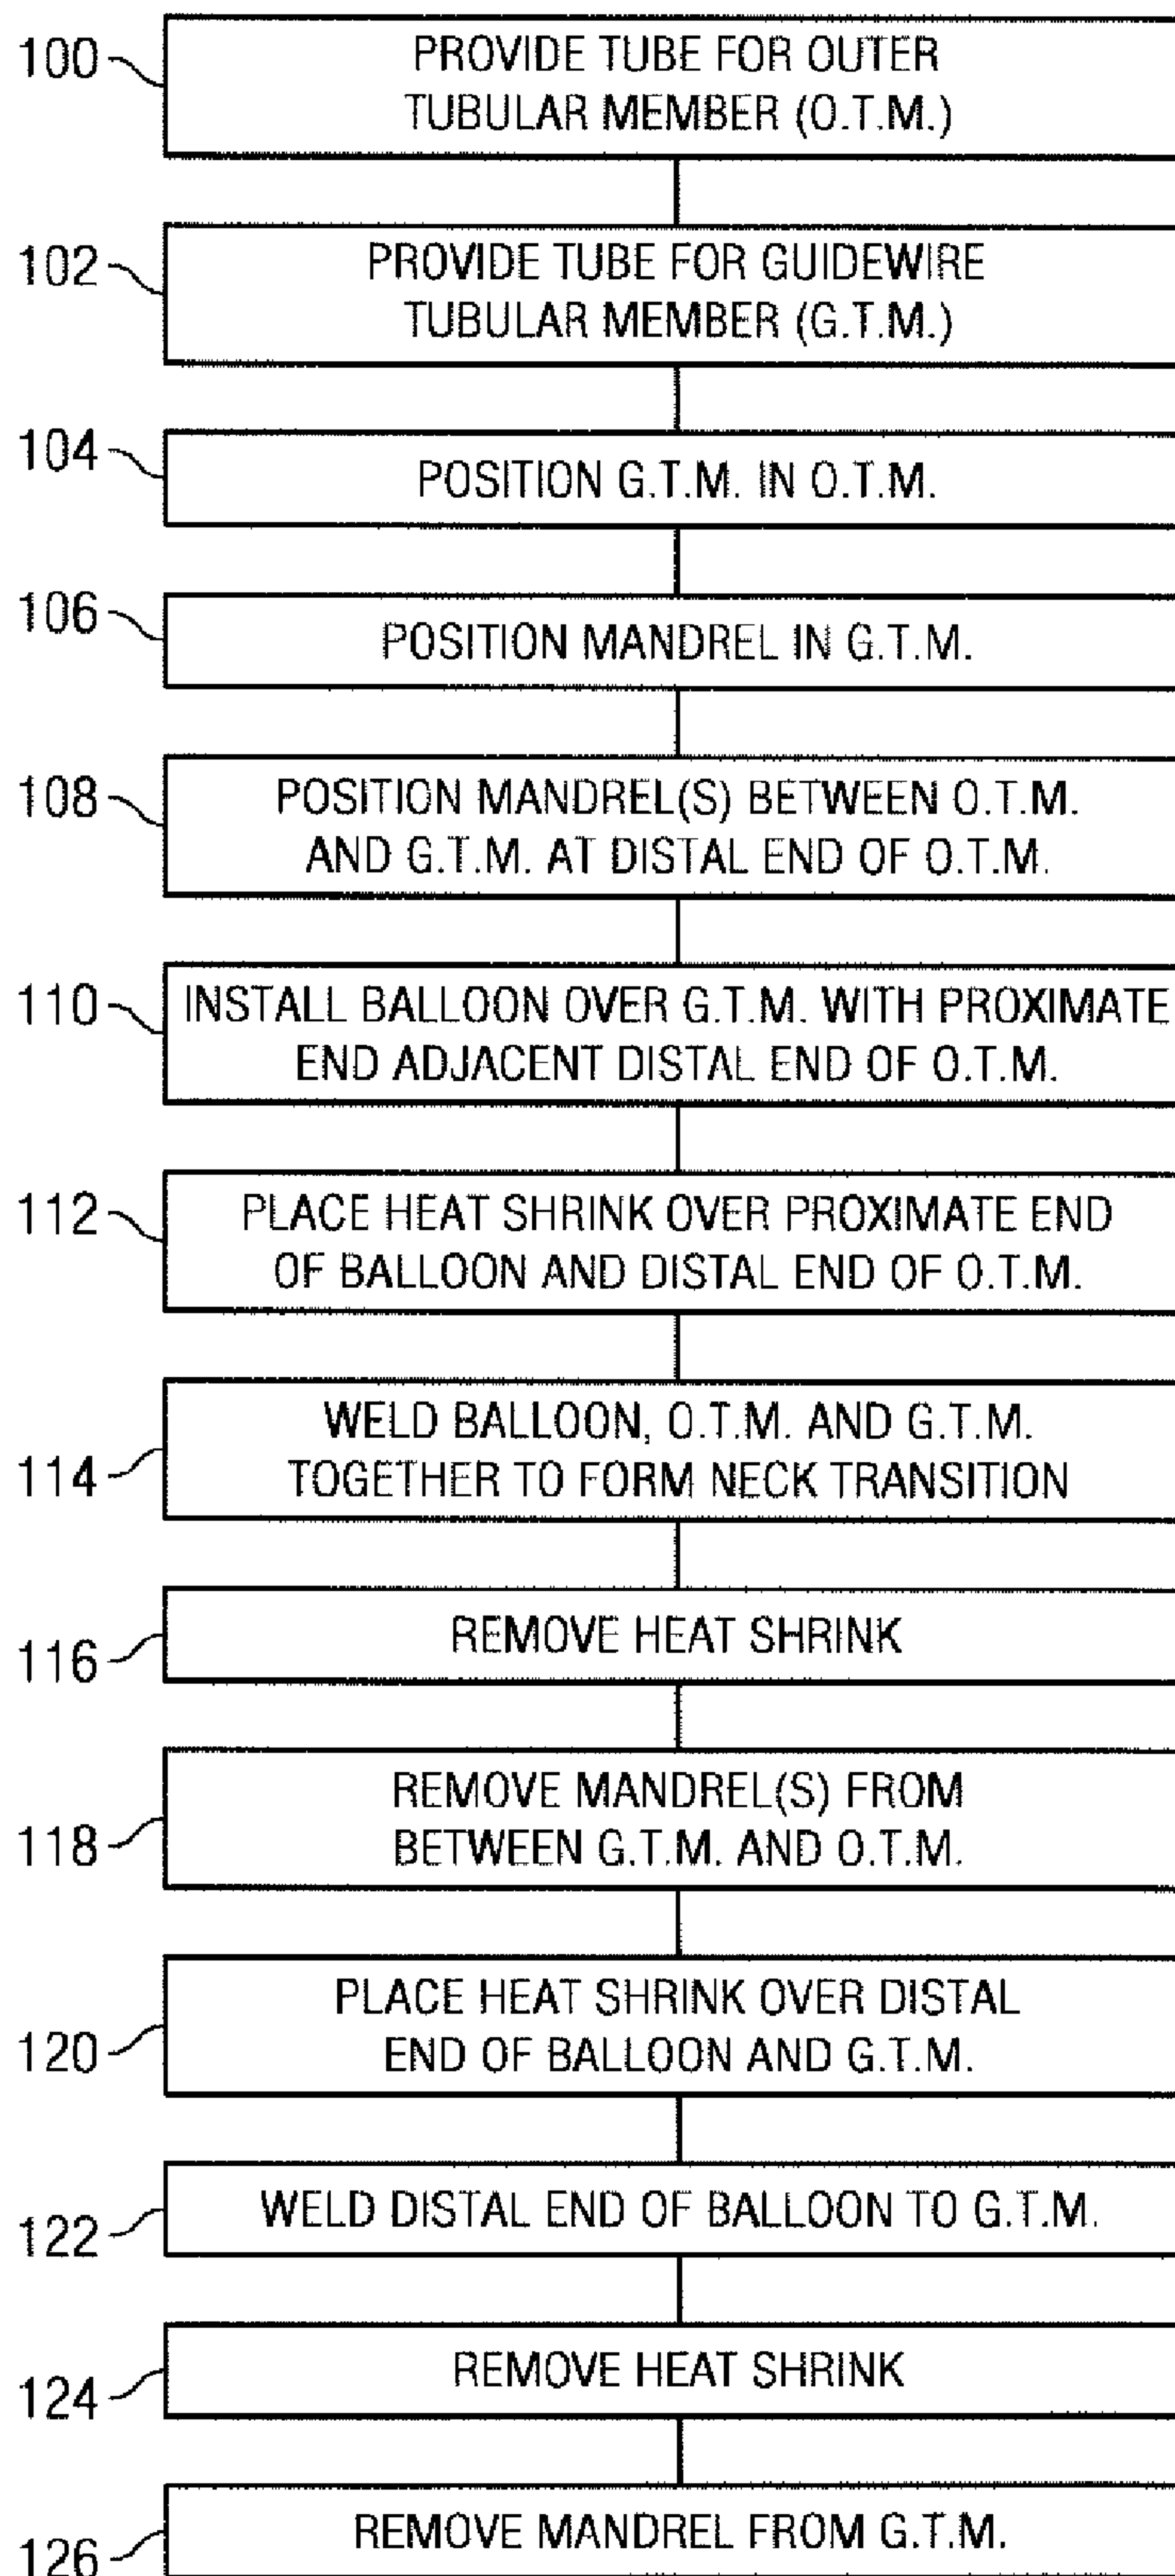 100
PROVIDE TUBE FOR OUTER
TUBULAR MEMBER (O.T.M.)
102
PROVIDE TUBE FOR GUIDEWIRE
TUBULAR MEMBER (G.T.M.)
104
POSITION G.T.M. IN O.T.M.
106
POSITION MANDREL IN G.T.M.
108
POSITION MANDREL(S) BETWEEN O.T.M.
AND G.T.M. AT DISTAL END OF O.T.M.
110
INSTALL BALLOON OVER G.T.M. WITH PROXIMATE
END ADJACENT DISTAL END OF O.T.M.
112
PLACE HEAT SHRINK OVER PROXIMATE END
OF BALLOON AND DISTAL END OF O.T.M.
114
WELD BALLOON, O.T.M. AND G.T.M.
TOGETHER TO FORM NECK TRANSITION
116
REMOVE HEAT SHRINK
118
REMOVE MANDREL(S) FROM
BETWEEN G.T.M. AND O.T.M.
120
PLACE HEAT SHRINK OVER DISTAL
END OF BALLOON AND G.T.M.
122
WELD DISTAL END OF BALLOON TO G.T.M.
124
REMOVE HEAT SHRINK
126
REMOVE MANDREL FROM G.T.M.